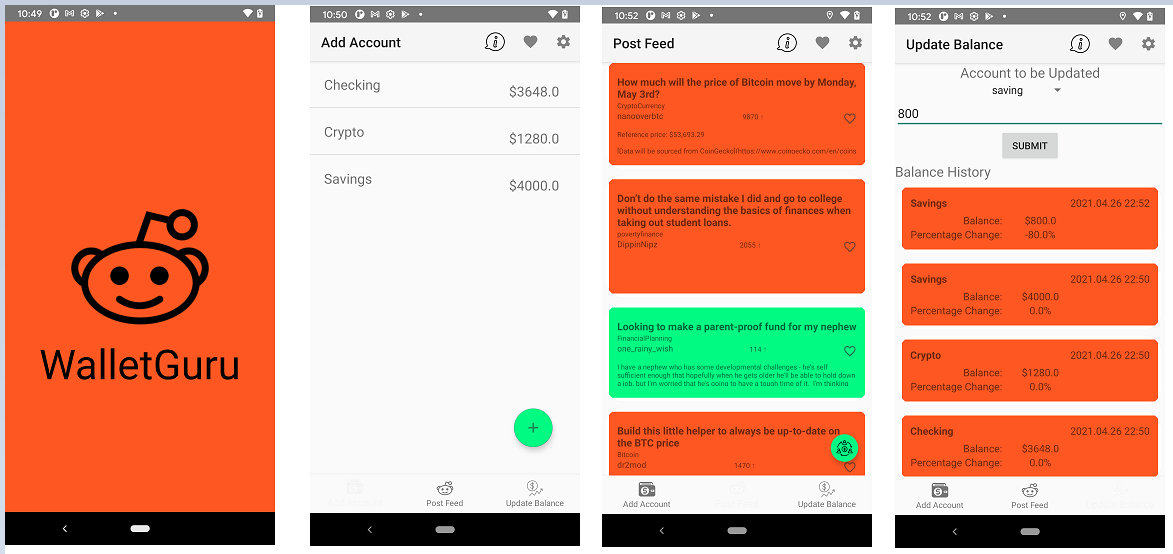 10:49
WalletGuru
10:50
Add Account
Checking
$3648.0
Crypto
$1280.0
Savings
$4000.0
+
Post Feed
Update Balance
10:52
Post Feed
How much will the price of Bitcoin move by Monday,
May 3rd?
CryptoCurrency
nanooverbtc 9870 ↑
Reference price: $53,693.29
[Data will be sourced from CoinGecko](https://www.coingecko.com/en/coins
Don't do the same mistake I did and go to college
without understanding the basics of finances when
taking out student loans.
povertyfinance
DippinNipz 2055 ↑
Looking to make a parent-proof fund for my nephew
FinancialPlanning
one_rainy_wish 114 ↑
I have a nephew who has some developmental challenges - he's self
sufficient enough that hopefully when he gets older he'll be able to hold down
a job, but I'm worried that he's going to have a tough time of it. I'm thinking
Build this little helper to always be up-to-date on
the BTC price
Bitcoin
dr2mod 1470 ↑
Add Account
Update Balance
10:52
Update Balance
Account to be Updated
saving
800
SUBMIT
Balance History
Savings 2021.04.26 22:52
Balance: $800.0
Percentage Change: -80.0%
Savings 2021.04.26 22:50
Balance: $4000.0
Percentage Change: 0.0%
Crypto 2021.04.26 22:50
Balance: $1280.0
Percentage Change: 0.0%
Checking 2021.04.26 22:50
Balance: $3648.0
Percentage Change: 0.0%
Add Account
Post Feed